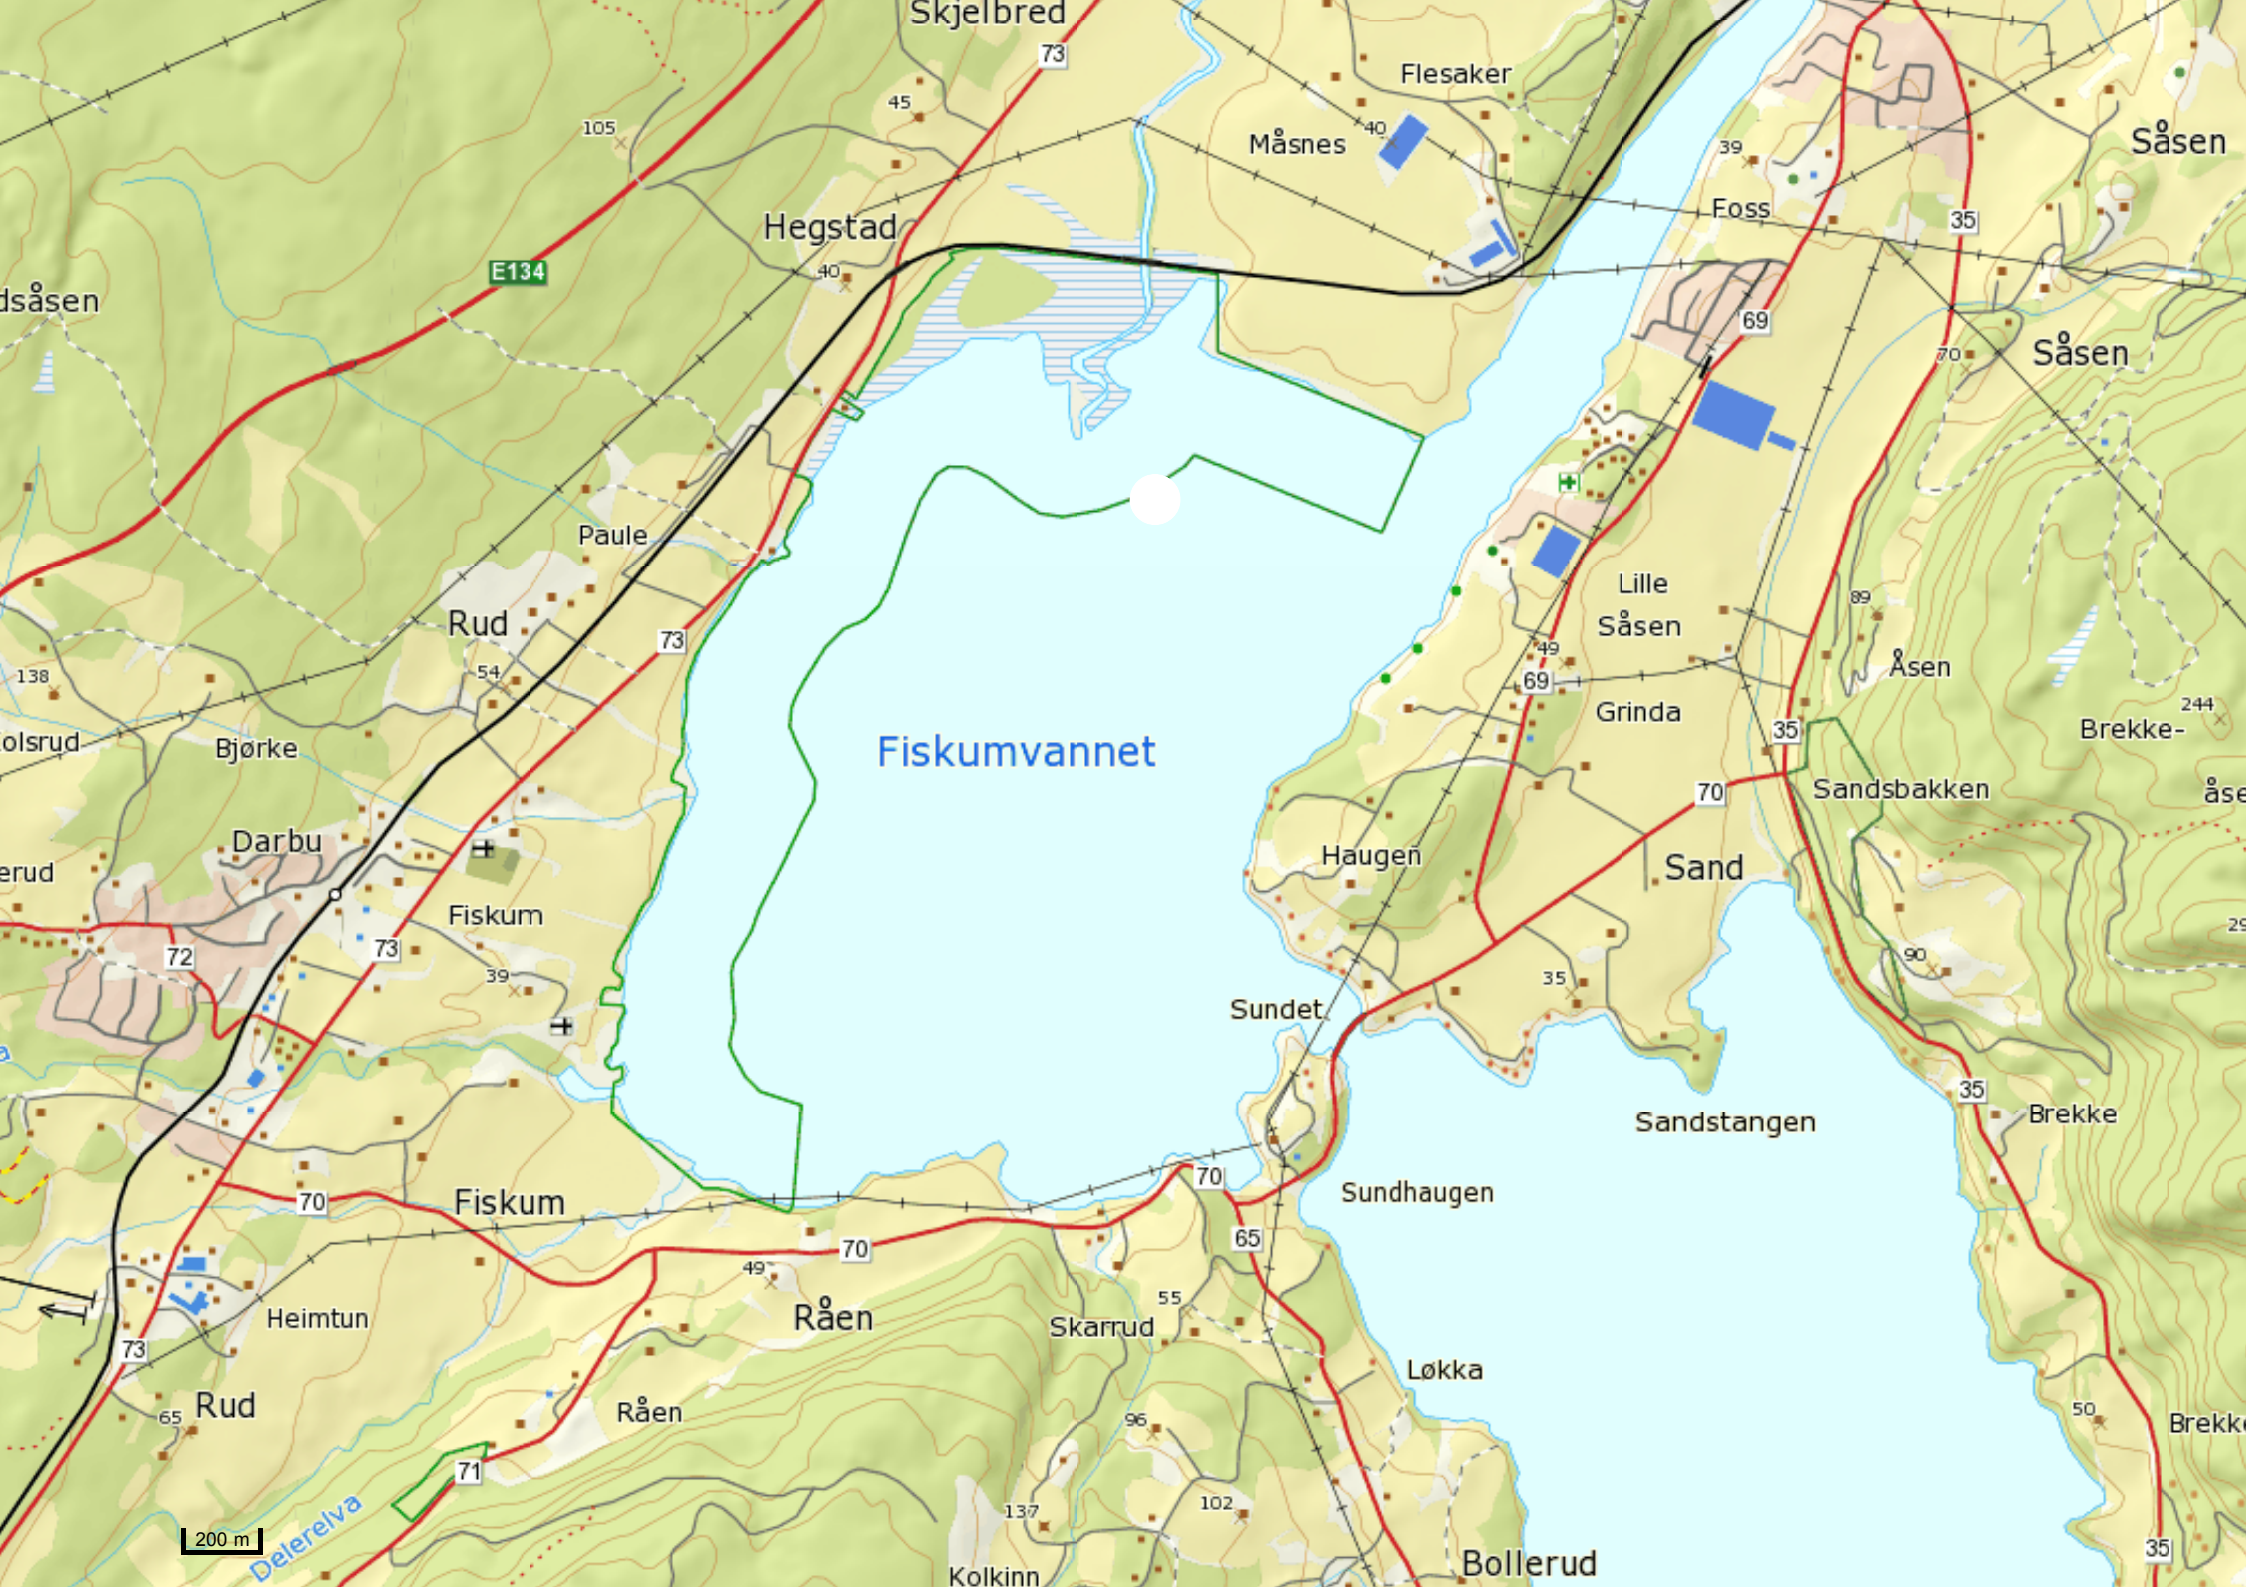 Skjelbred
73
Flesaker
45
105
40
Måsnes
39
Såsen
Foss
35
Hegstad
E134
40
dsåsen
69
Såsen
70
Paule
Lille
Såsen
89
Rud
73
49
54
138
69
Åsen
Grinda
244
Brekke-
35
olsrud
Bjørke
Fiskumvannet
70
Sandsbakken
åse
Darbu
Haugen
Sand
erud
Fiskum
73
72
39
90
29
35
Sundet
35
Brekke
Sandstangen
70
Sundhaugen
70
Fiskum
65
70
49
Heimtun
Råen
55
Skarrud
73
Løkka
Rud
65
Råen
96
50
Brekke
71
Delerelva
137
102
200 m
35
Bollerud
Kolkinn